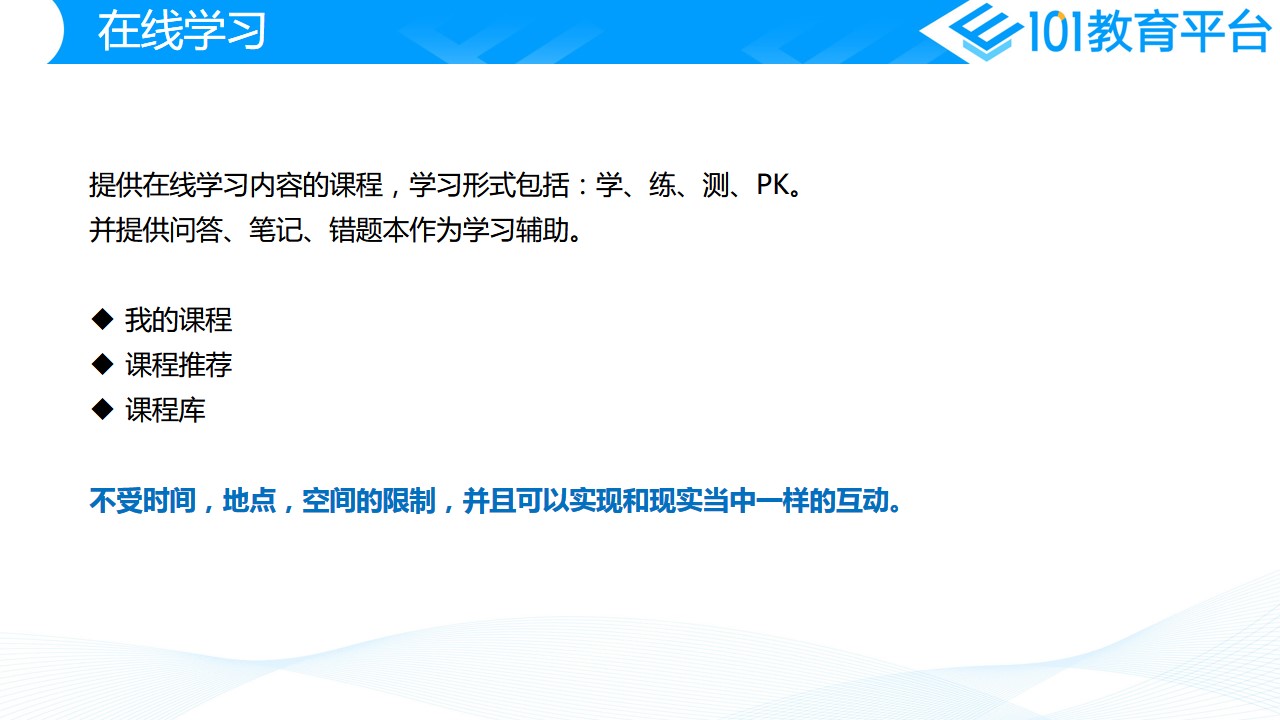 在线学习
101教育平台
提供在线学习内容的课程，学习形式包括：学、练、测、PK。
并提供问答、笔记、错题本作为学习辅助。
◆ 我的课程
◆ 课程推荐
◆ 课程库
不受时间，地点，空间的限制，并且可以实现和现实当中一样的互动。